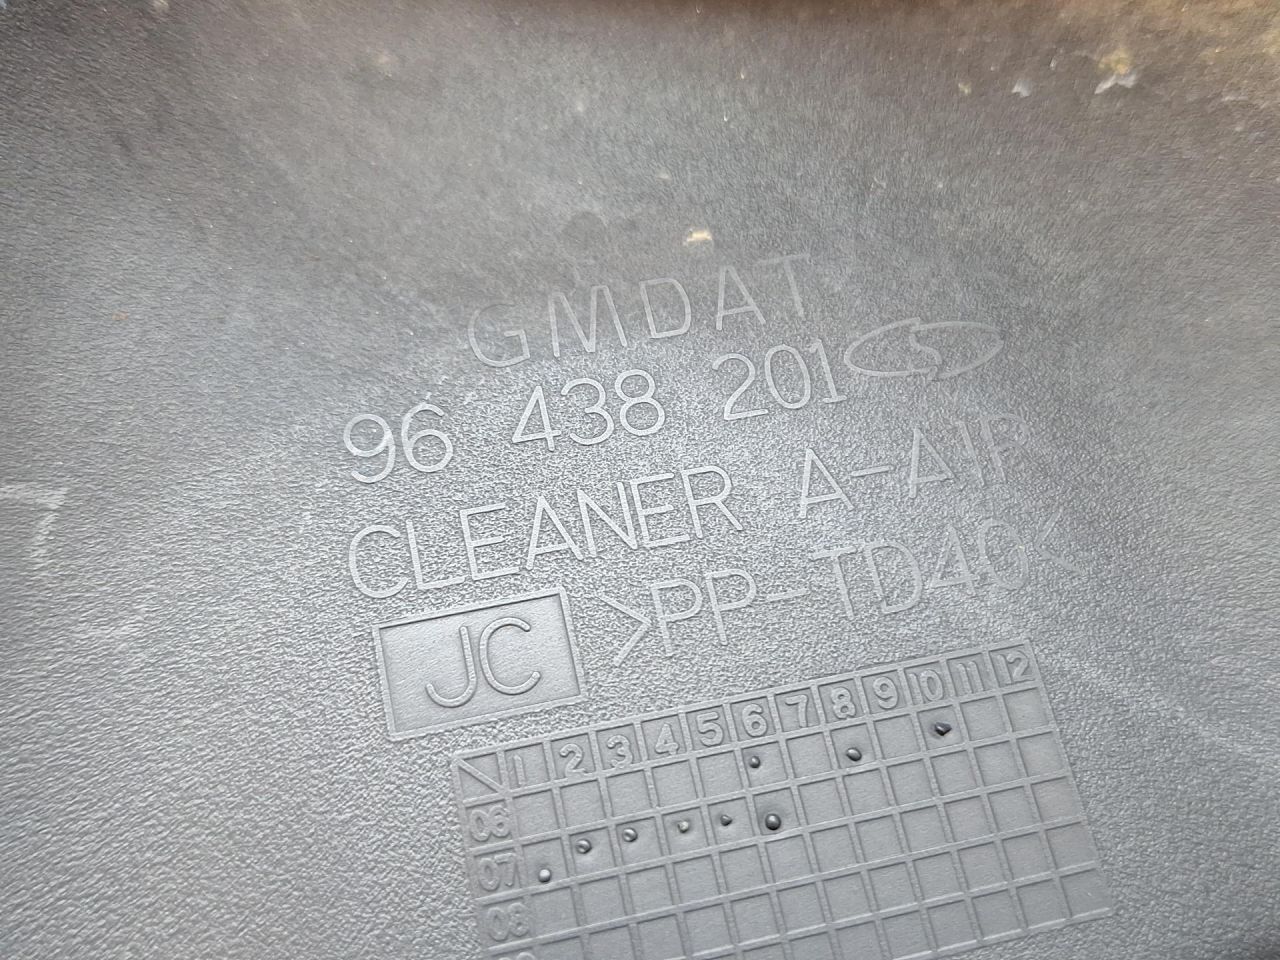 GMDAT
96 438 201
CLEANER A-AIR
JC >PP-TD40<
1 2 3 4 5 6 7 8 9 10 11 12
06
07
08